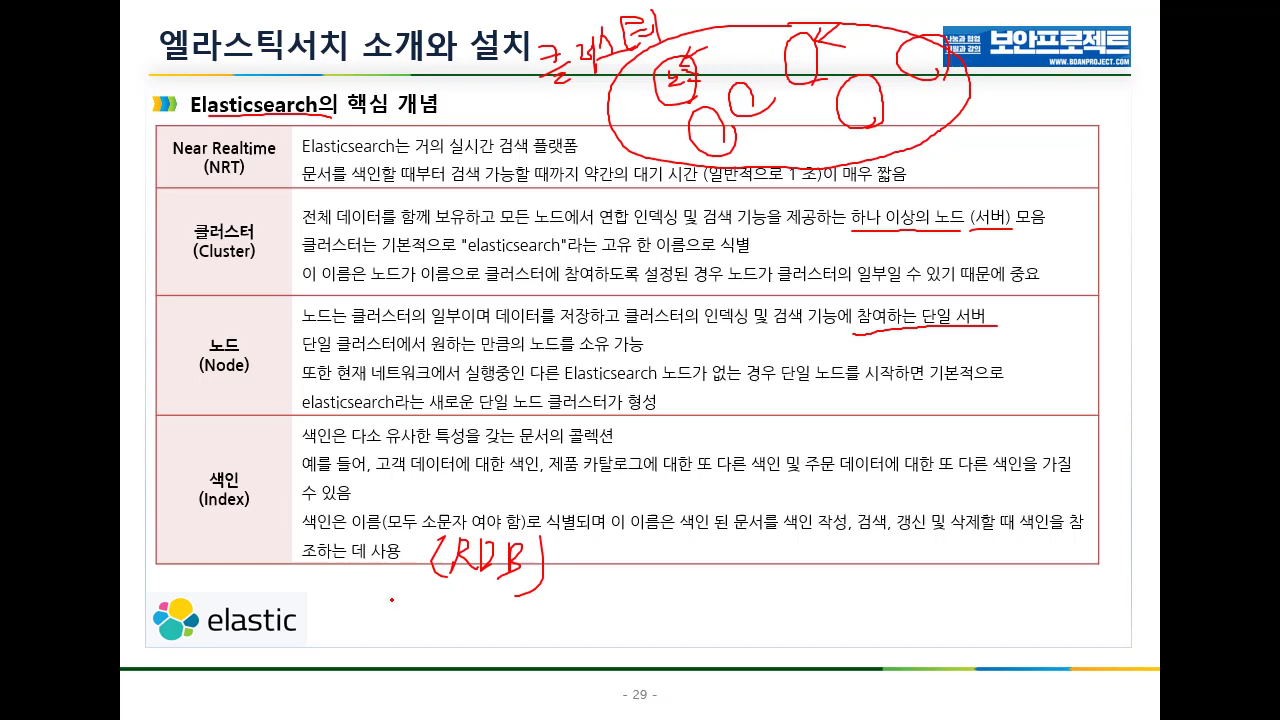 엘라스틱서치 소개와 설치
클러스터
노드
나눔과 협업
보안프로젝트
WWW.BOANPROJECT.COM
Elasticsearch의 핵심 개념
Near Realtime
(NRT)
Elasticsearch는 거의 실시간 검색 플랫폼
문서를 색인할 때부터 검색 가능할 때까지 약간의 대기 시간 (일반적으로 1 초)이 매우 짧음
클러스터
(Cluster)
전체 데이터를 함께 보유하고 모든 노드에서 연합 인덱싱 및 검색 기능을 제공하는 하나 이상의 노드 (서버) 모음
클러스터는 기본적으로 "elasticsearch"라는 고유 한 이름으로 식별
이 이름은 노드가 이름으로 클러스터에 참여하도록 설정된 경우 노드가 클러스터의 일부일 수 있기 때문에 중요
노드
(Node)
노드는 클러스터의 일부이며 데이터를 저장하고 클러스터의 인덱싱 및 검색 기능에 참여하는 단일 서버
단일 클러스터에서 원하는 만큼의 노드를 소유 가능
또한 현재 네트워크에서 실행중인 다른 Elasticsearch 노드가 없는 경우 단일 노드를 시작하면 기본적으로
elasticsearch라는 새로운 단일 노드 클러스터가 형성
색인
(Index)
색인은 다소 유사한 특성을 갖는 문서의 콜렉션
예를 들어, 고객 데이터에 대한 색인, 제품 카탈로그에 대한 또 다른 색인 및 주문 데이터에 대한 또 다른 색인을 가질
수 있음
색인은 이름(모두 소문자 여야 함)로 식별되며 이 이름은 색인 된 문서를 색인 작성, 검색, 갱신 및 삭제할 때 색인을 참
조하는 데 사용
(RDB)
elastic
- 29 -